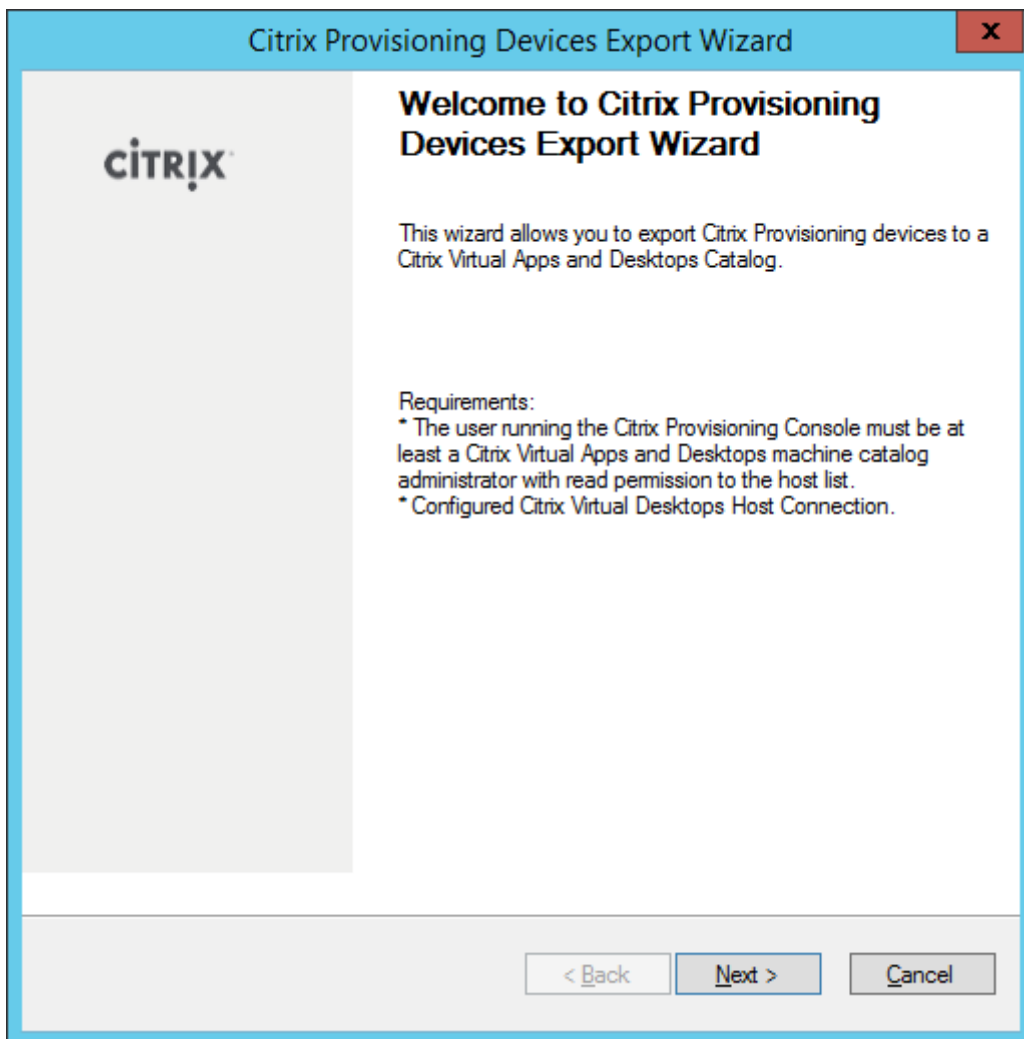 Citrix Provisioning Devices Export Wizard
x
CITRIX
Welcome to Citrix Provisioning
Devices Export Wizard
This wizard allows you to export Citrix Provisioning devices to a
Citrix Virtual Apps and Desktops Catalog.
Requirements:
* The user running the Citrix Provisioning Console must be at
least a Citrix Virtual Apps and Desktops machine catalog
administrator with read permission to the host list.
* Configured Citrix Virtual Desktops Host Connection.
< Back
Next >
Cancel